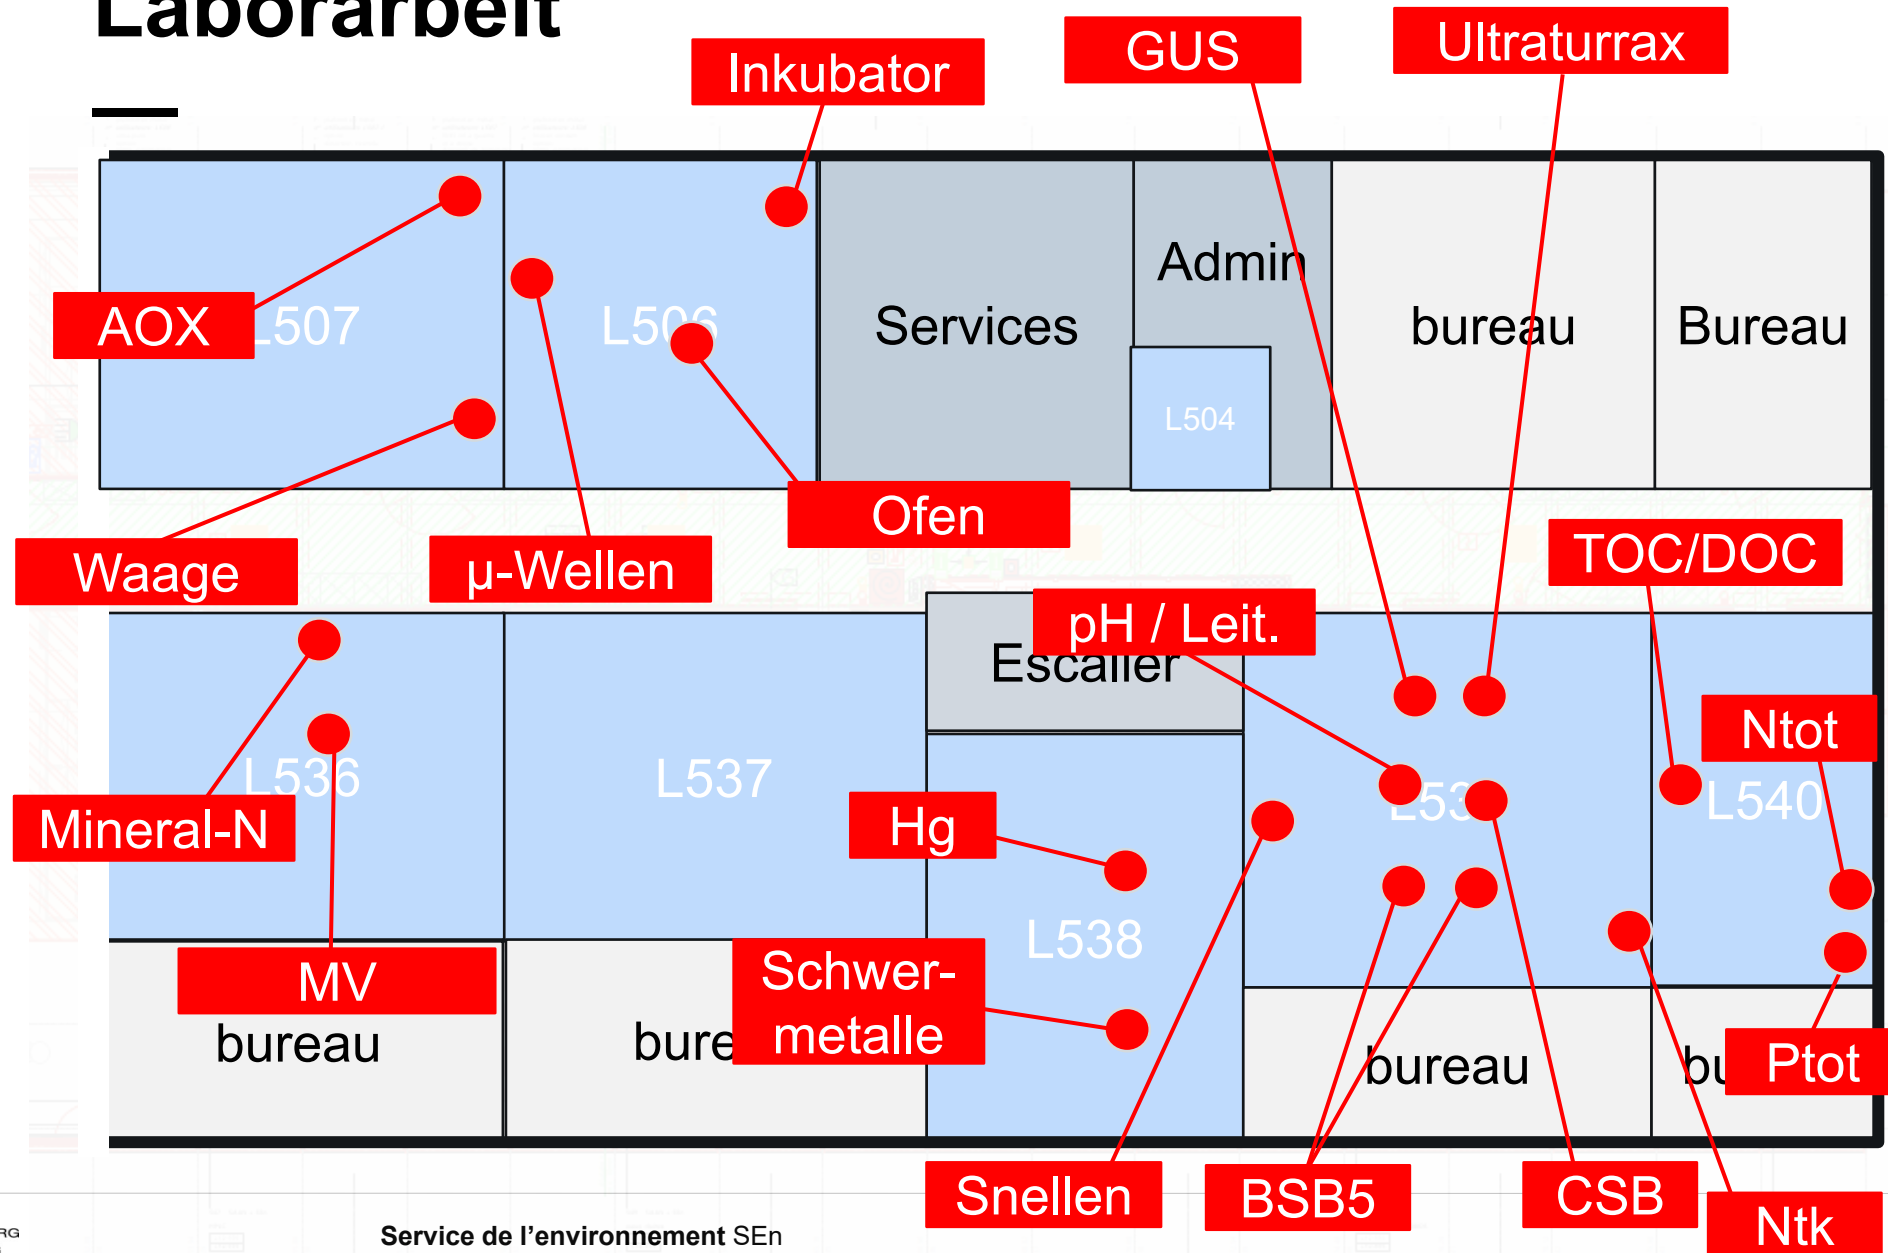 Laborarbeit
GUS
Ultraturrax
Inkubator
Admin
AOX
L507
L506
Services
bureau
Bureau
L504
Ofen
Waage
µ-Wellen
TOC/DOC
pH / Leit.
Escalier
Ntot
L536
L537
L540
Mineral-N
Hg
L538
MV
Schwer-
metalle
bureau
bureau
Ptot
Snellen
BSB5
CSB
Ntk
Service de l'environnement SEn